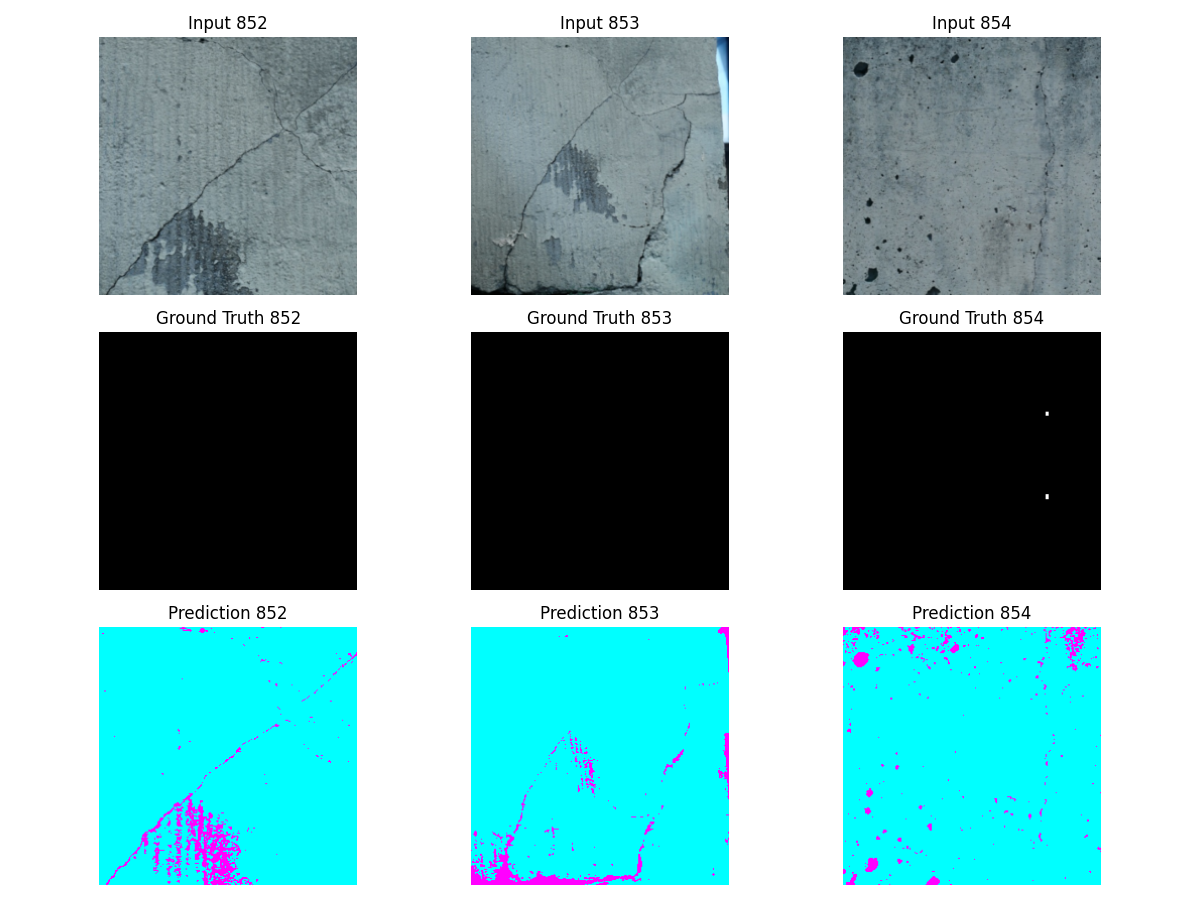 Input 852
Input 853
Input 854
Ground Truth 852
Ground Truth 853
Ground Truth 854
Prediction 852
Prediction 853
Prediction 854